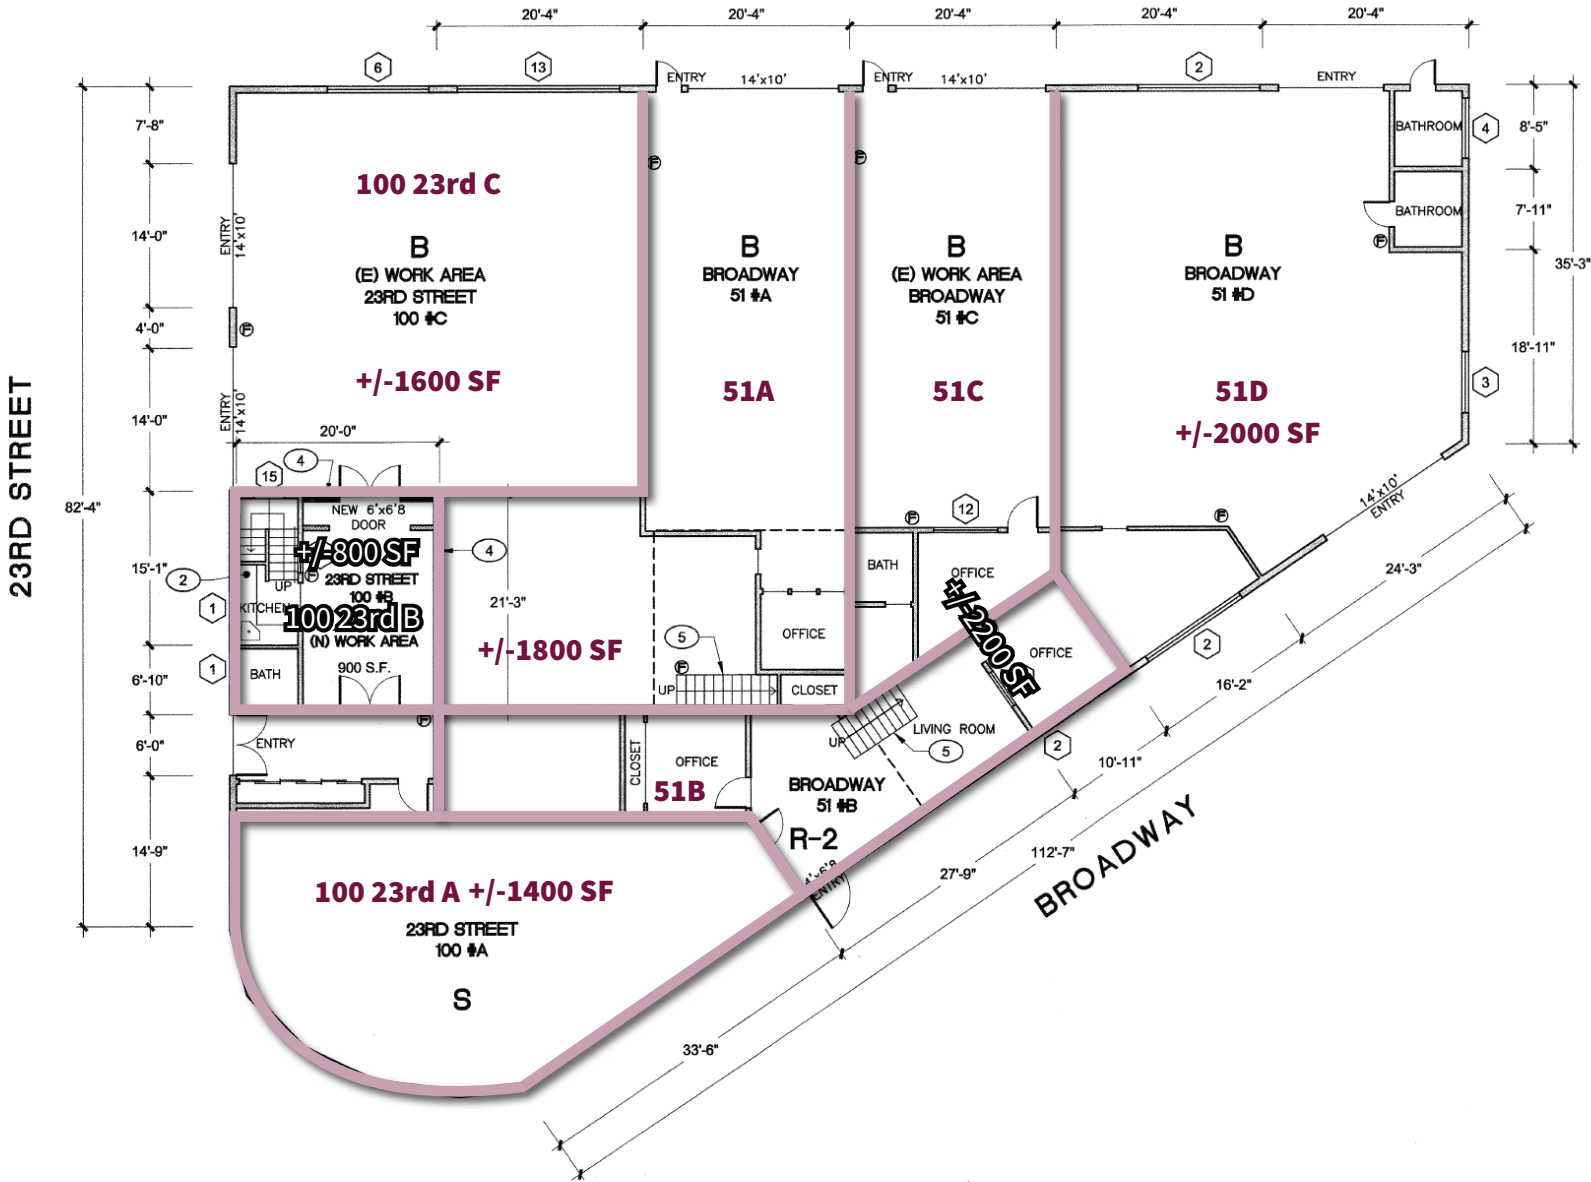 20'-4"
20'-4"
20'-4"
20'-4"
20'-4"
6
13
ENTRY
14'x10'
ENTRY
14'x10'
2
ENTRY
7'-8"
14'-0"
4'-0"
14'-0"
82'-4"
15'-1"
6'-10"
6'-0"
14'-9"
23RD STREET
ENTRY
14'x10'
ENTRY
14'x10'
100 23rd C
B
(E) WORK AREA
23RD STREET
100 #C
+/-1600 SF
F
20'-0"
4
15
F
B
BROADWAY
51 #A
51A
F
B
(E) WORK AREA
BROADWAY
51 #C
51C
B
BROADWAY
51 #D
51D
+/-2000 SF
BATHROOM
BATHROOM
F
4
3
8'-5"
7'-11"
18'-11"
35'-3"
14'x10'
ENTRY
NEW 6'x6'8
DOOR
+/-800 SF
F
23RD STREET
100 #B
100 23rd B
(N) WORK AREA
900 S.F.
UP
KITCHEN
BATH
2
1
1
4
21'-3"
+/-1800 SF
5
F
UP
OFFICE
CLOSET
F
12
F
BATH
OFFICE
+/-2200 SF
OFFICE
LIVING ROOM
UP
5
2
2
F
ENTRY
CLOSET
OFFICE
51B
BROADWAY
51 #B
R-2
4'x6'8
ENTRY
100 23rd A +/-1400 SF
23RD STREET
100 #A
S
24'-3"
16'-2"
10'-11"
112'-7"
27'-9"
33'-6"
BROADWAY